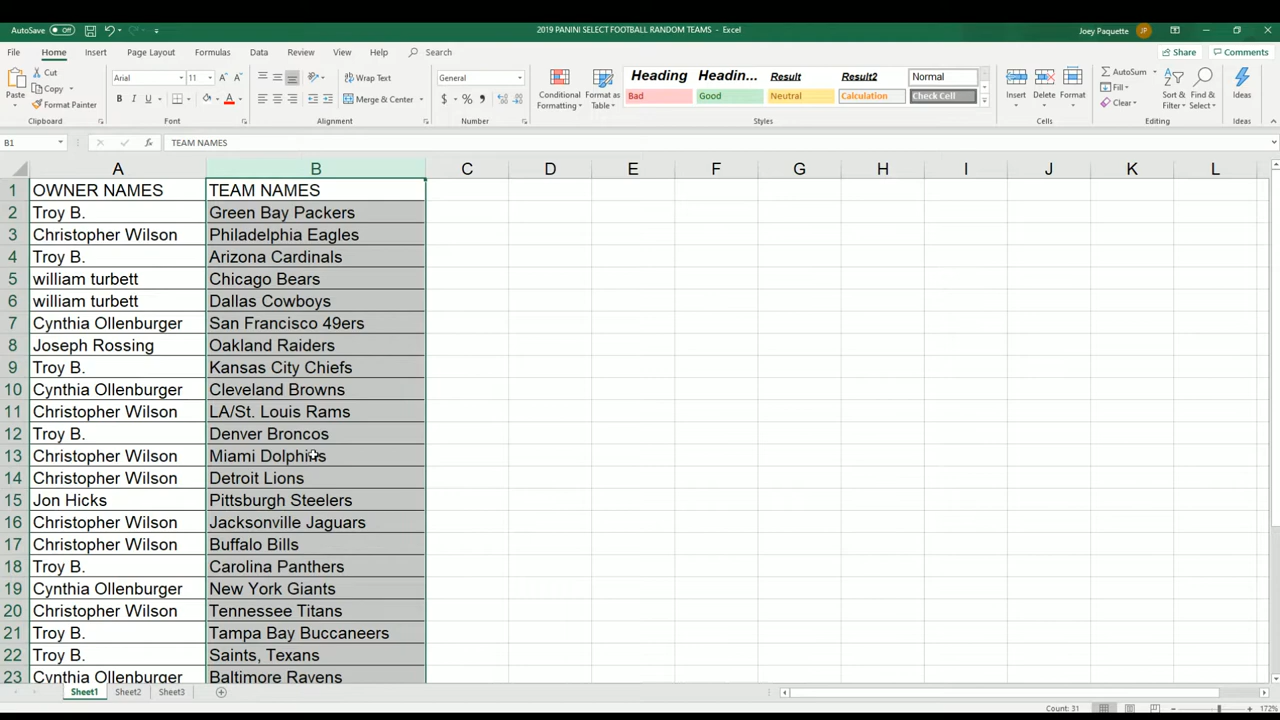 AutoSave Off 2019 PANINI SELECT FOOTBALL RANDOM TEAMS - Excel Joey Paquette JP
File Home Insert Page Layout Formulas Data Review View Help Search Share Comments
Paste Cut Copy Format Painter Clipboard
Arial 11 A A B I U A Font
Wrap Text Merge & Center Alignment
General $ % , Number
Conditional Formatting Format as Table
Heading Headin... Result Result2 Normal
Bad Good Neutral Calculation Check Cell
Styles
Insert Delete Format Cells
AutoSum Fill Clear Sort & Filter Find & Select Editing
Ideas Ideas
B1 fx TEAM NAMES
A B C D E F G H I J K L
1 OWNER NAMES TEAM NAMES
2 Troy B. Green Bay Packers
3 Christopher Wilson Philadelphia Eagles
4 Troy B. Arizona Cardinals
5 william turbett Chicago Bears
6 william turbett Dallas Cowboys
7 Cynthia Ollenburger San Francisco 49ers
8 Joseph Rossing Oakland Raiders
9 Troy B. Kansas City Chiefs
10 Cynthia Ollenburger Cleveland Browns
11 Christopher Wilson LA/St. Louis Rams
12 Troy B. Denver Broncos
13 Christopher Wilson Miami Dolphins
14 Christopher Wilson Detroit Lions
15 Jon Hicks Pittsburgh Steelers
16 Christopher Wilson Jacksonville Jaguars
17 Christopher Wilson Buffalo Bills
18 Troy B. Carolina Panthers
19 Cynthia Ollenburger New York Giants
20 Christopher Wilson Tennessee Titans
21 Troy B. Tampa Bay Buccaneers
22 Troy B. Saints, Texans
23 Cynthia Ollenburger Baltimore Ravens
Sheet1 Sheet2 Sheet3
Count: 31 172%